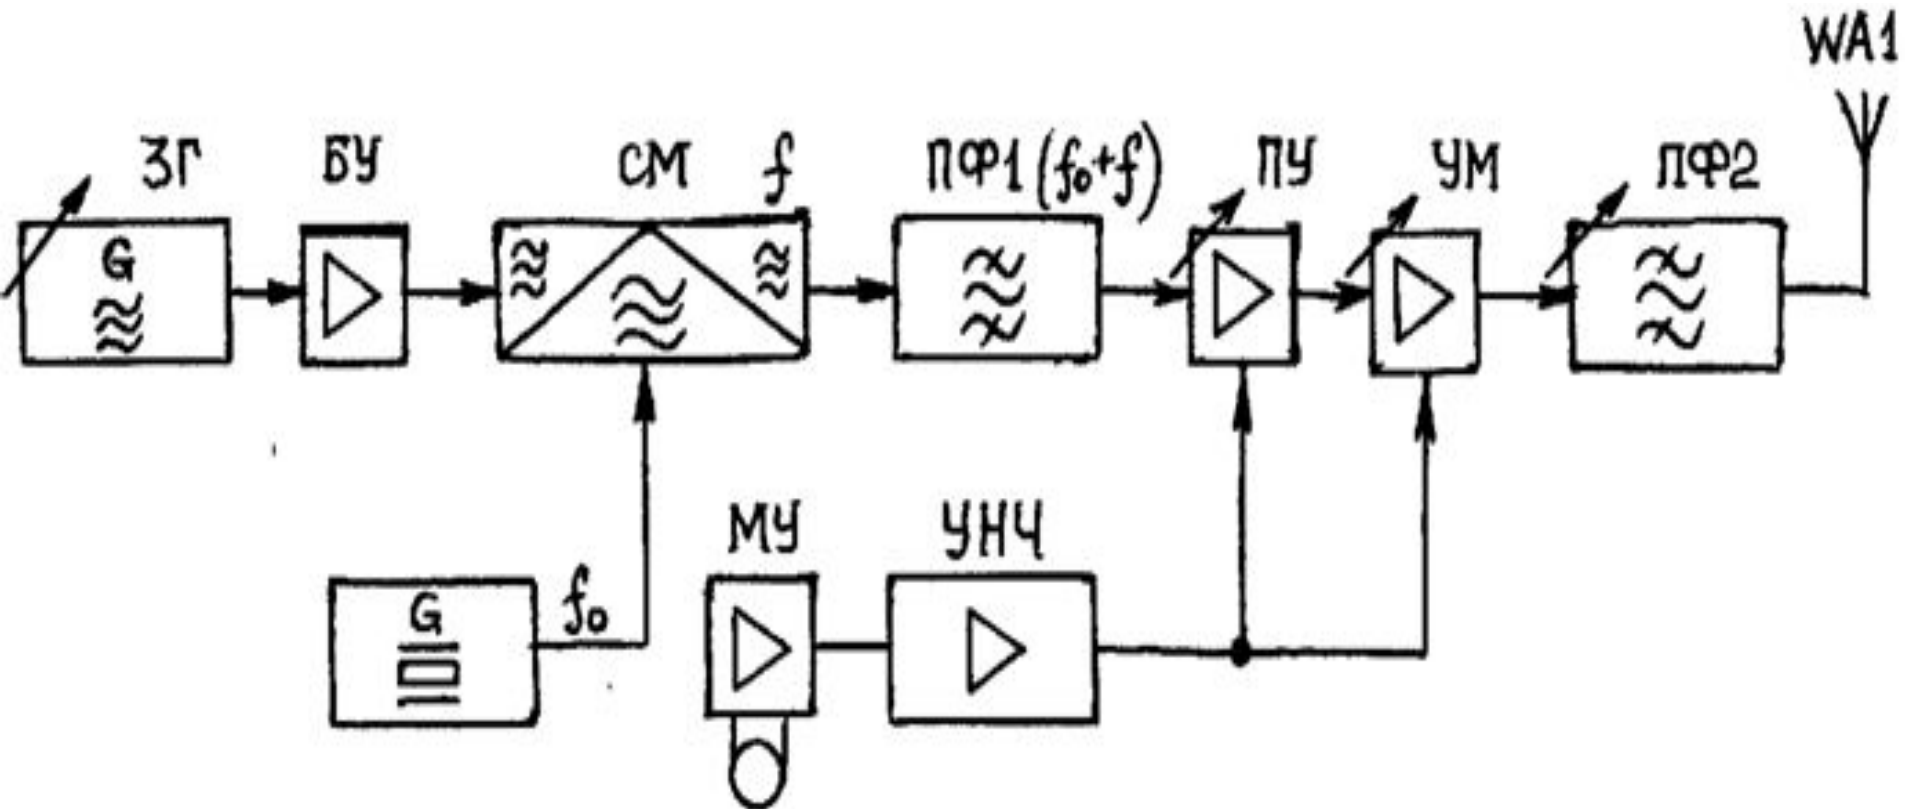 WA1
ЗГ БУ СМ f ПФ1 (f₀+f) ПУ УМ ПФ2
G
МУ УНЧ
G f₀